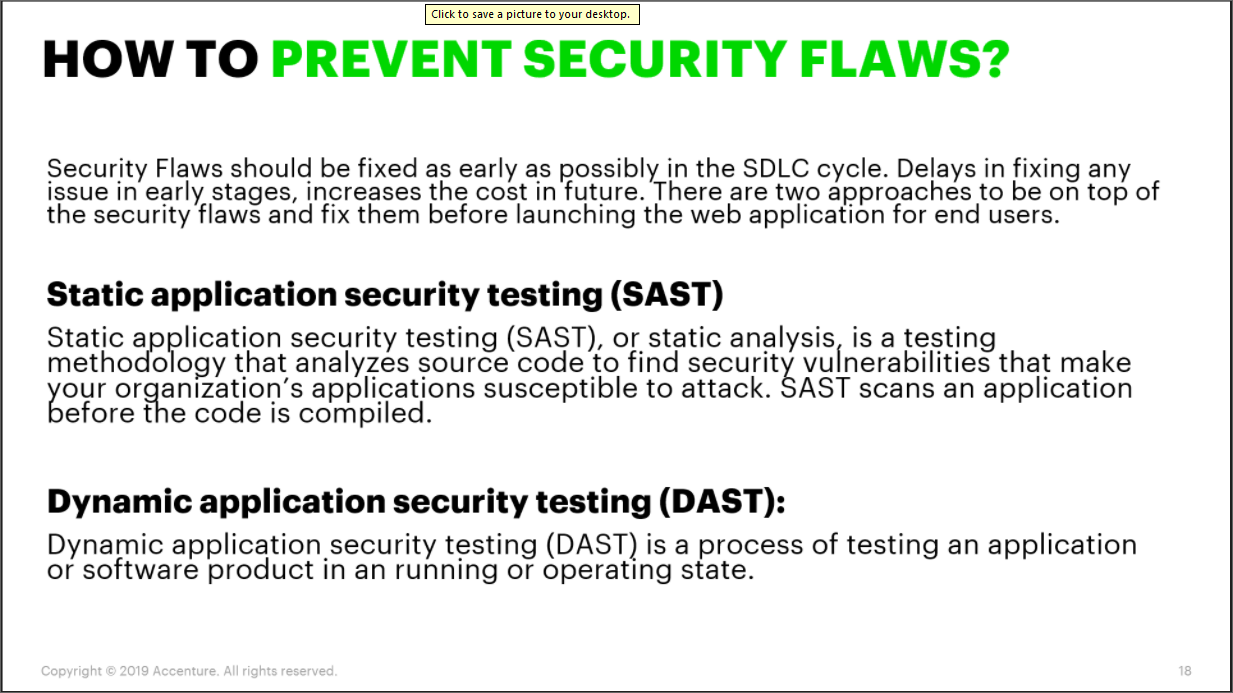 Click to save a picture to your desktop.
HOW TO PREVENT SECURITY FLAWS?
Security Flaws should be fixed as early as possibly in the SDLC cycle. Delays in fixing any
issue in early stages, increases the cost in future. There are two approaches to be on top of
the security flaws and fix them before launching the web application for end users.
Static application security testing (SAST)
Static application security testing (SAST), or static analysis, is a testing
methodology that analyzes source code to find security vulnerabilities that make
your organization’s applications susceptible to attack. SAST scans an application
before the code is compiled.
Dynamic application security testing (DAST):
Dynamic application security testing (DAST) is a process of testing an application
or software product in an running or operating state.
Copyright © 2019 Accenture. All rights reserved.
18